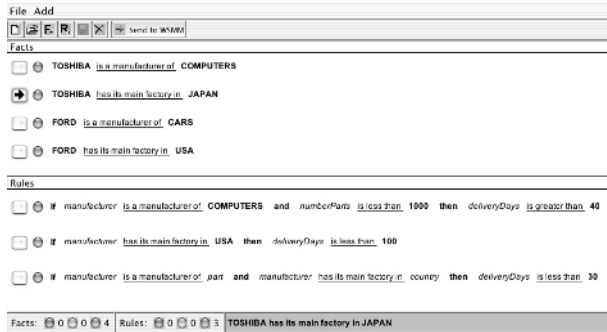 File Add
F. R. Send to WSMM
Facts
TOSHIBA is a manufacturer of COMPUTERS
TOSHIBA has its main factory in JAPAN
FORD is a manufacturer of CARS
FORD has its main factory in USA
Rules
If manufacturer is a manufacturer of COMPUTERS and numberParts is less than 1000 then deliveryDays is greater than 40
If manufacturer has its main factory in USA then deliveryDays is less than 100
If manufacturer is a manufacturer of part and manufacturer has its main factory in country then deliveryDays is less than 30
Facts: 0 0 4 Rules: 0 0 3 TOSHIBA has its main factory in JAPAN